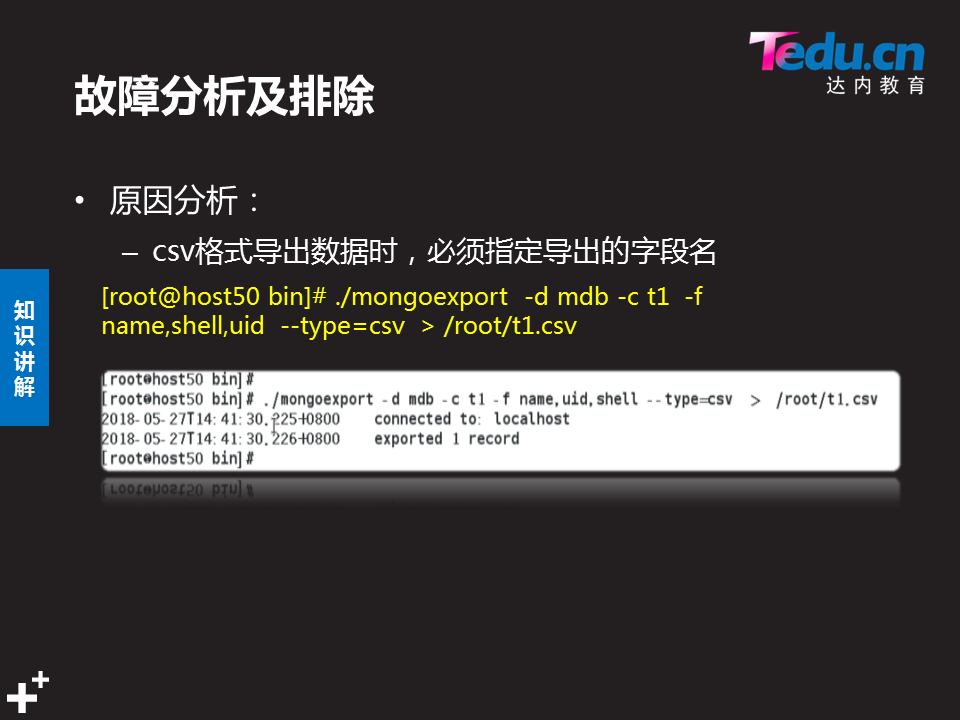 Tedu.cn
达内教育
故障分析及排除
• 原因分析：
– csv格式导出数据时，必须指定导出的字段名
[root@host50 bin]# ./mongoexport -d mdb -c t1 -f
name,shell,uid --type=csv > /root/t1.csv
知识讲解
[root@host50 bin]#
[root@host50 bin]# ./mongoexport -d mdb -c t1 -f name,uid,shell --type=csv > /root/t1.csv
2018-05-27T14:41:30.225+0800 connected to: localhost
2018-05-27T14:41:30.226+0800 exported 1 record
[root@host50 bin]#